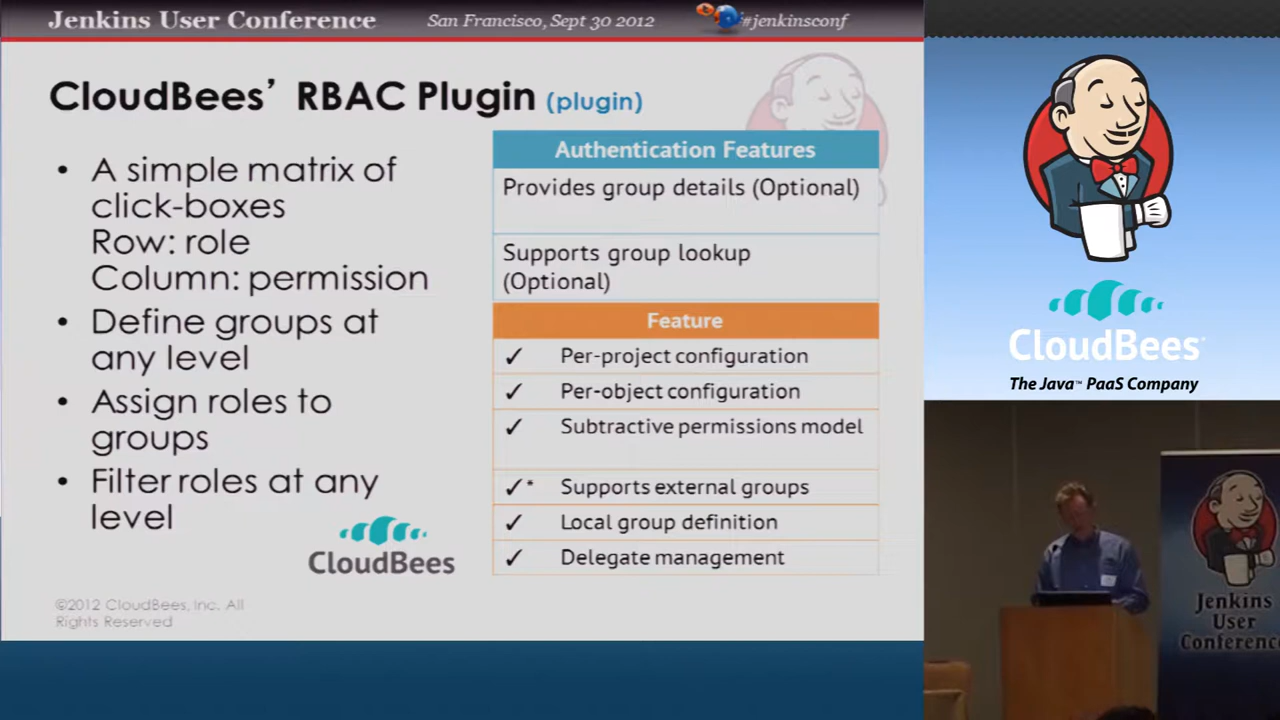 Jenkins User Conference
San Francisco, Sept 30 2012
#jenkinsconf
CloudBees’ RBAC Plugin (plugin)
• A simple matrix of
click-boxes
Row: role
Column: permission
• Define groups at
any level
• Assign roles to
groups
• Filter roles at any
level
CloudBees
©2012 CloudBees, Inc. All
Rights Reserved
Authentication Features
Provides group details (Optional)
Supports group lookup
(Optional)
Feature
✓ Per-project configuration
✓ Per-object configuration
✓ Subtractive permissions model
✓* Supports external groups
✓ Local group definition
✓ Delegate management
CloudBees
The Java™ PaaS Company
Jenkins
User
Conference